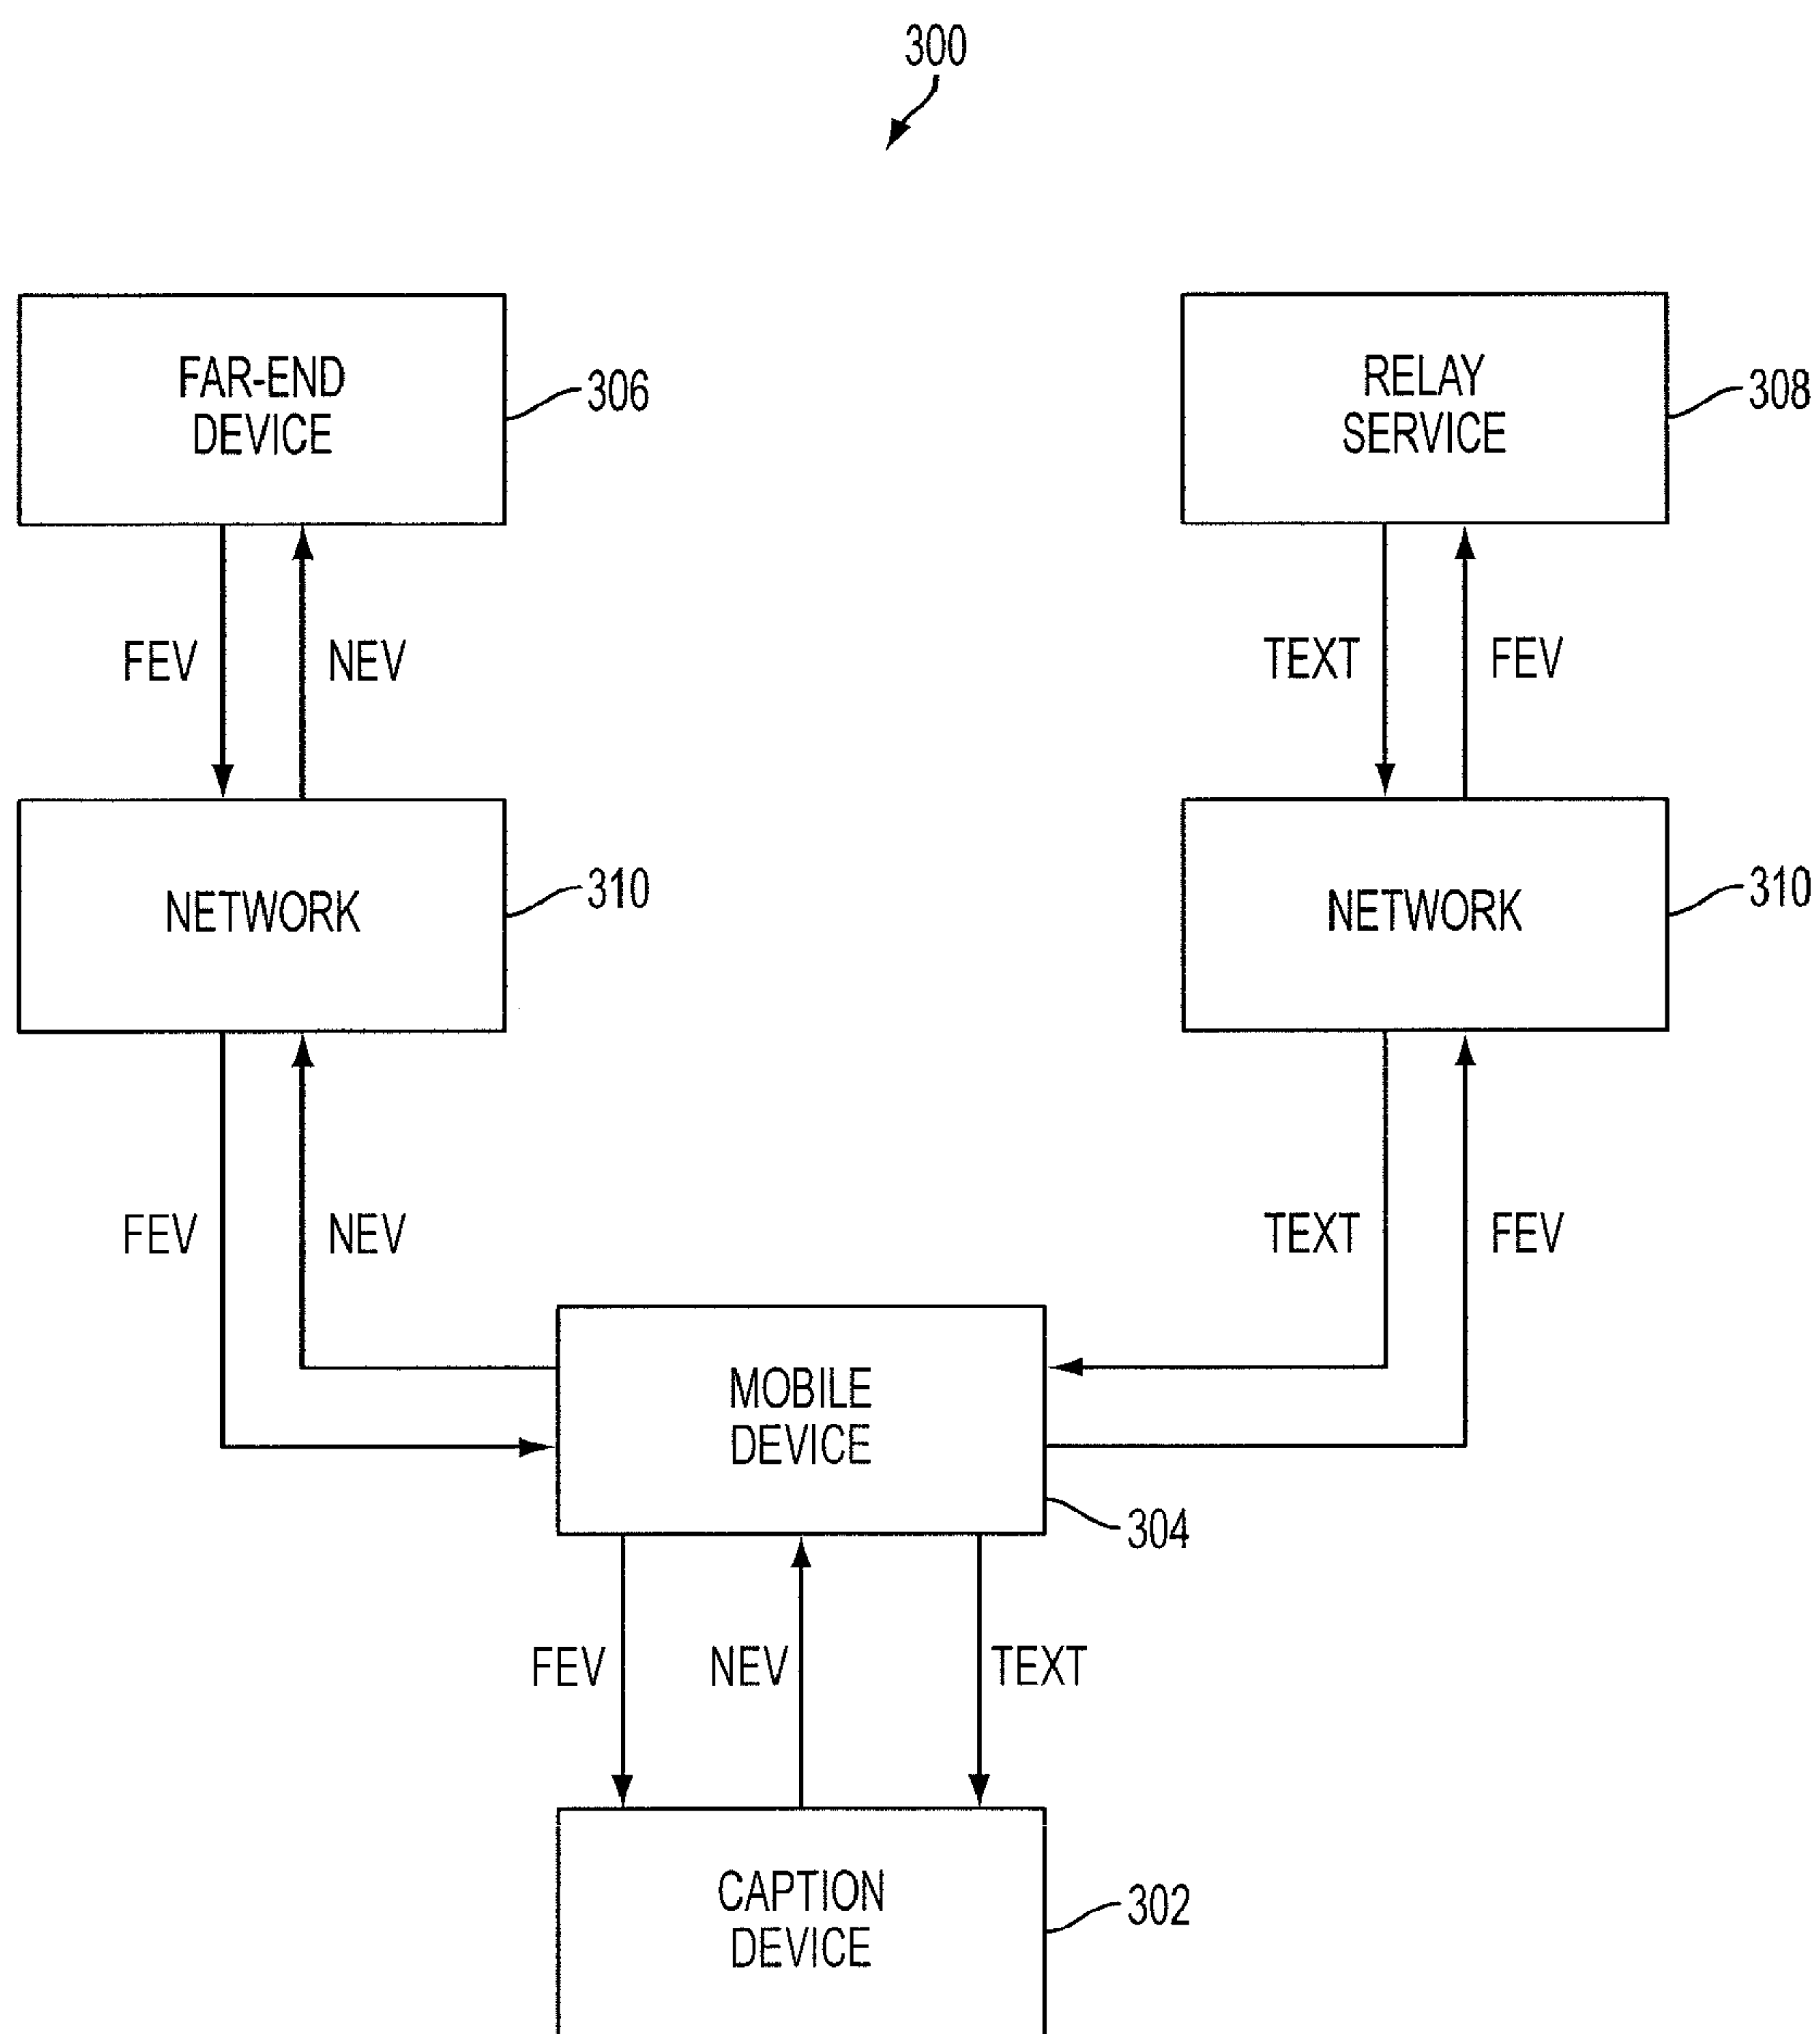 300
FAR-END
DEVICE
306
RELAY
SERVICE
308
FEV
NEV
TEXT
FEV
NETWORK
310
NETWORK
310
FEV
NEV
TEXT
FEV
MOBILE
DEVICE
304
FEV
NEV
TEXT
CAPTION
DEVICE
302